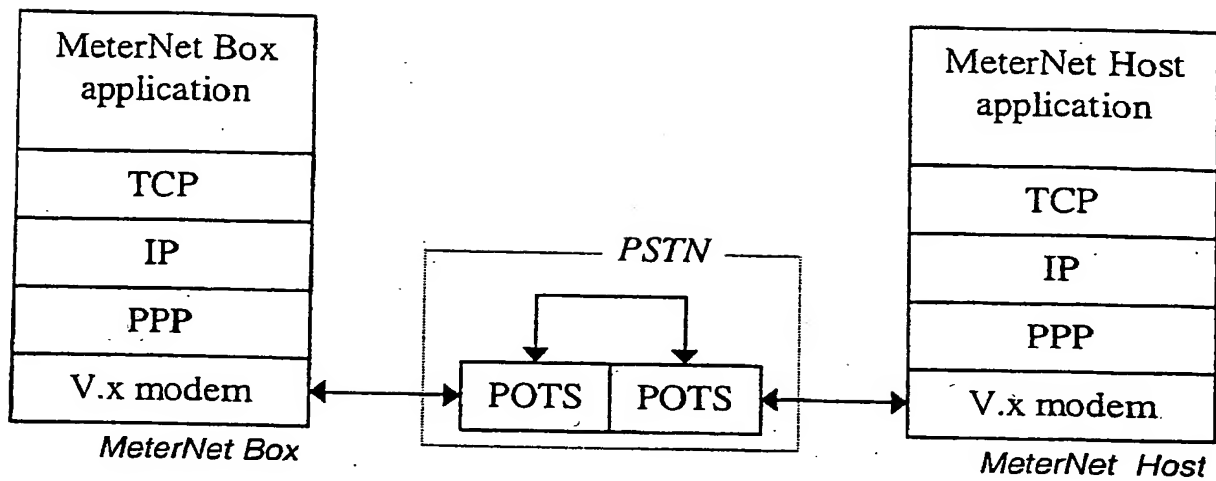 MeterNet Box
application
TCP
IP
PPP
V.x modem
MeterNet Box
PSTN
POTS POTS
MeterNet Host
application
TCP
IP
PPP
V.x modem
MeterNet Host